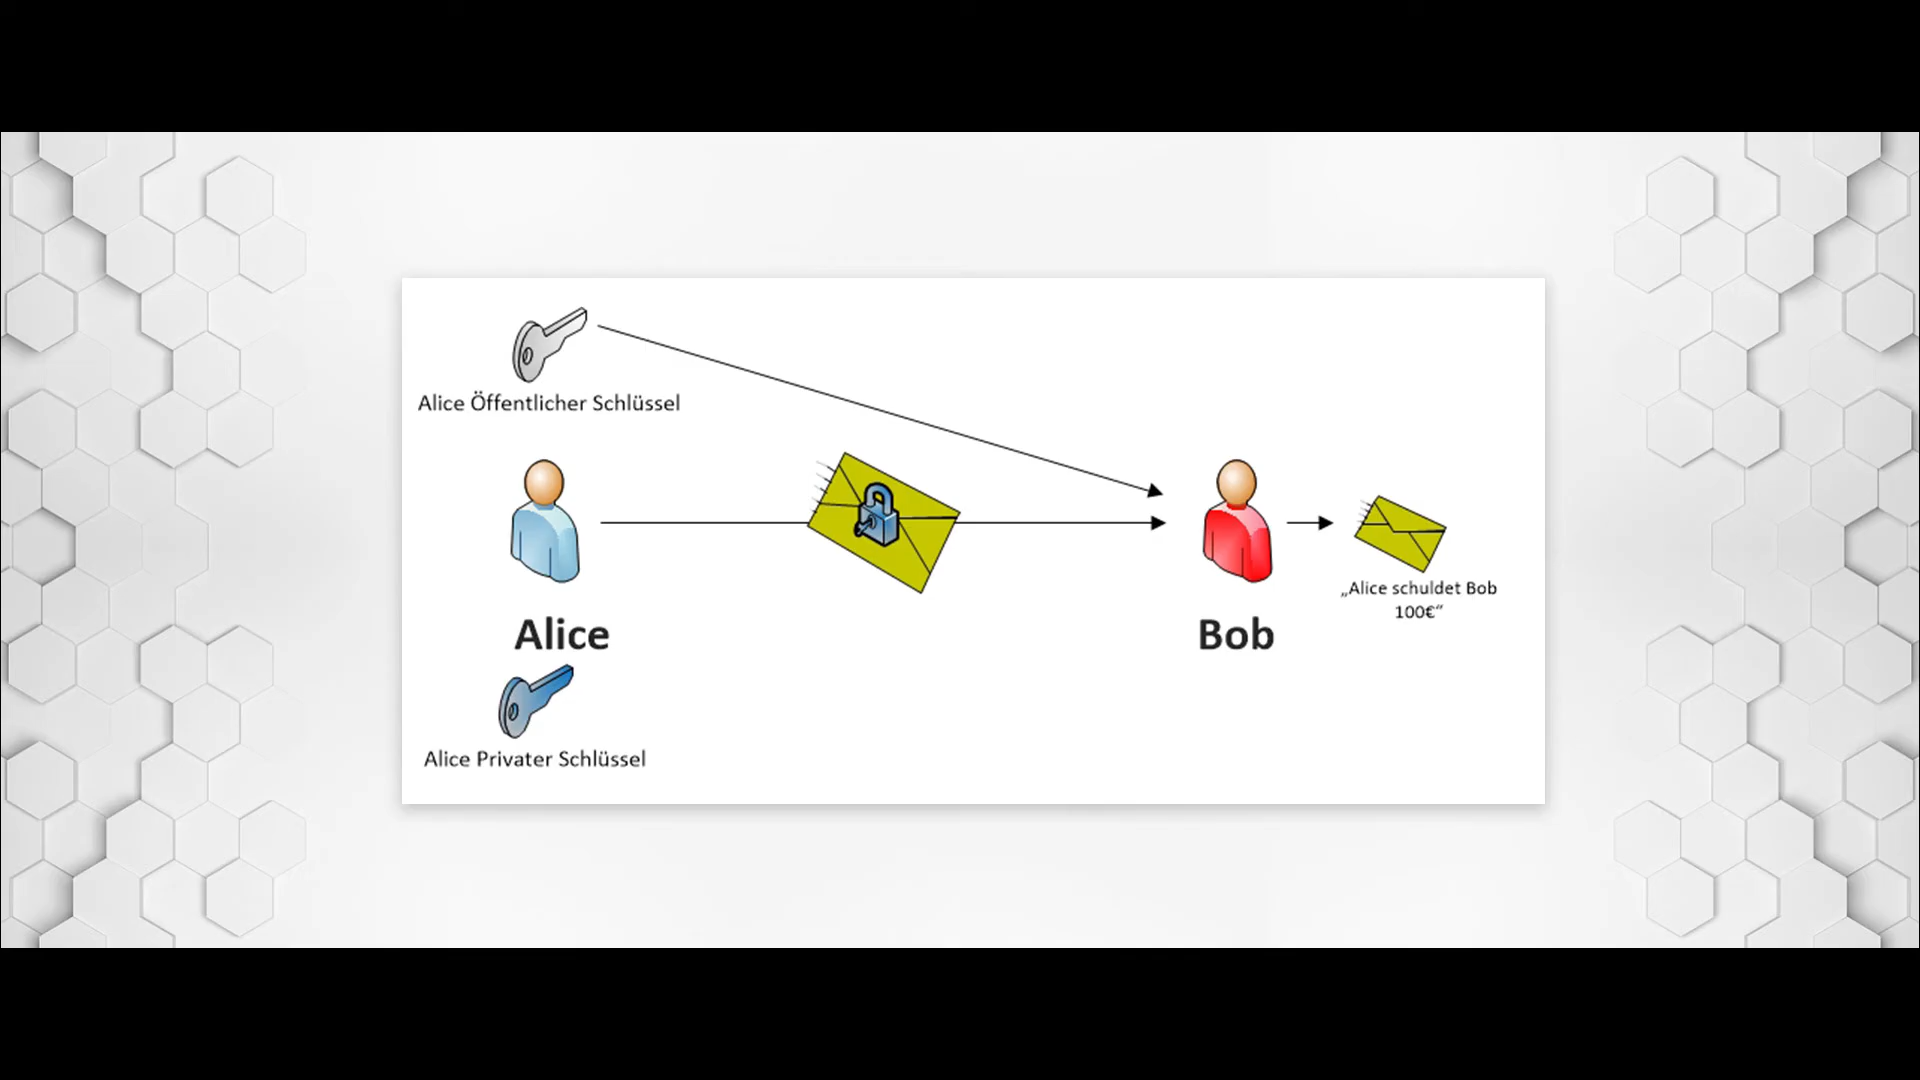 Alice Öffentlicher Schlüssel
Alice
Bob
„Alice schuldet Bob
100€“
Alice Privater Schlüssel